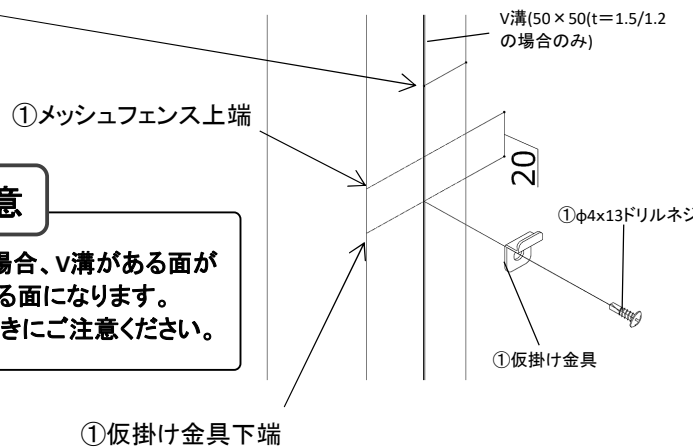 V溝(50×50(t=1.5/1.2
の場合のみ)
①メッシュフェンス上端
20
意
①φ4x13ドリルネジ
場合、V溝がある面が
る面になります。
きにご注意ください。
①仮掛け金具
①仮掛け金具下端